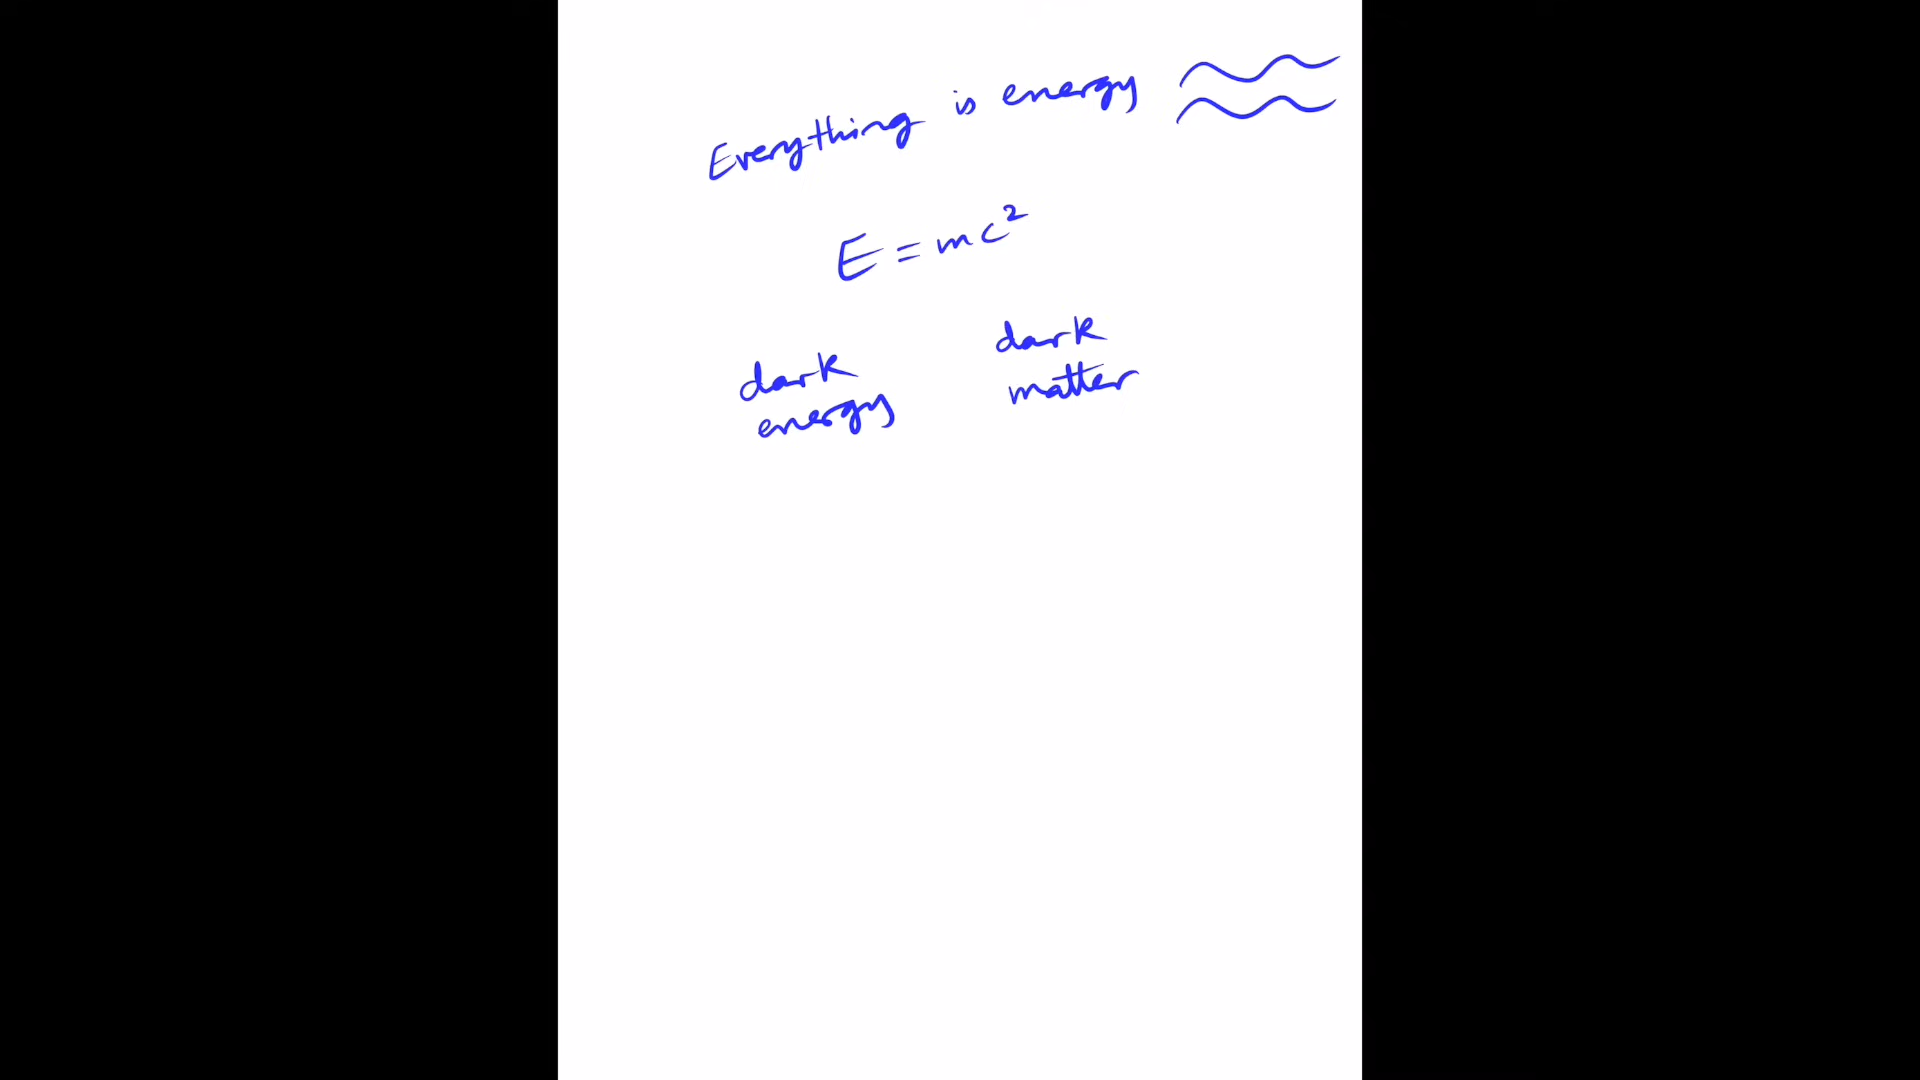 Everything is energy
E = mc²
dark
energy
dark
matter